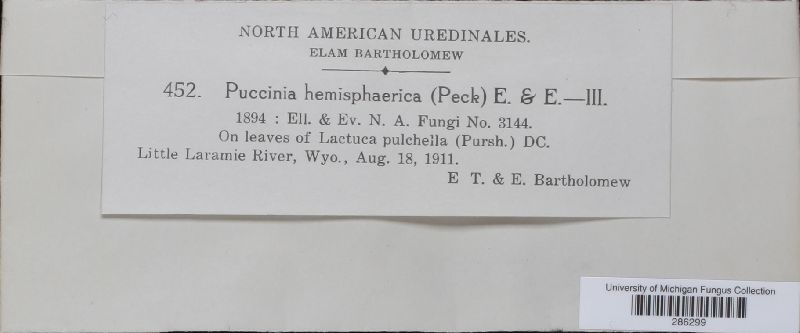 NORTH AMERICAN UREDINALES.
ELAM BARTHOLOMEW
452. Puccinia hemisphaerica (Peck) E. & E.—III.
1894 : Ell. & Ev. N. A. Fungi No. 3144.
On leaves of Lactuca pulchella (Pursh.) DC.
Little Laramie River, Wyo., Aug. 18, 1911.
E T. & E. Bartholomew
University of Michigan Fungus Collection
286299